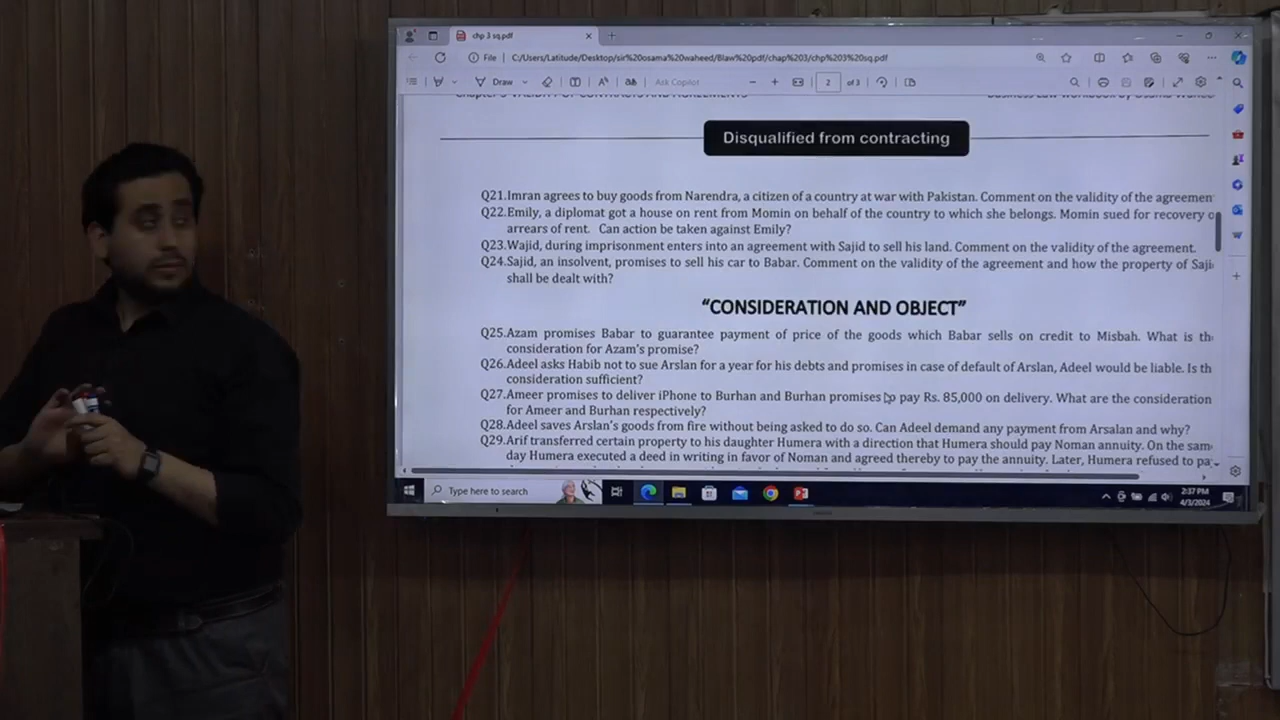 chp 3 sq.pdf
File C:/Users/Latitude/Desktop/sir%20osama%20waheed/Blaw%20pdf/chap%203/chp%203%20sq.pdf
Draw Ask Copilot 2 of 3
Disqualified from contracting
Q21.Imran agrees to buy goods from Narendra, a citizen of a country at war with Pakistan. Comment on the validity of the agreemen
Q22.Emily, a diplomat got a house on rent from Momin on behalf of the country to which she belongs. Momin sued for recovery o
arrears of rent. Can action be taken against Emily?
Q23.Wajid, during imprisonment enters into an agreement with Sajid to sell his land. Comment on the validity of the agreement.
Q24.Sajid, an insolvent, promises to sell his car to Babar. Comment on the validity of the agreement and how the property of Saji
shall be dealt with?
"CONSIDERATION AND OBJECT"
Q25.Azam promises Babar to guarantee payment of price of the goods which Babar sells on credit to Misbah. What is th
consideration for Azam's promise?
Q26.Adeel asks Habib not to sue Arslan for a year for his debts and promises in case of default of Arslan, Adeel would be liable. Is th
consideration sufficient?
Q27.Ameer promises to deliver iPhone to Burhan and Burhan promises to pay Rs. 85,000 on delivery. What are the consideration
for Ameer and Burhan respectively?
Q28.Adeel saves Arslan's goods from fire without being asked to do so. Can Adeel demand any payment from Arsalan and why?
Q29.Arif transferred certain property to his daughter Humera with a direction that Humera should pay Noman annuity. On the sam
day Humera executed a deed in writing in favor of Noman and agreed thereby to pay the annuity. Later, Humera refused to pa
Type here to search
2:37 PM
4/3/2024